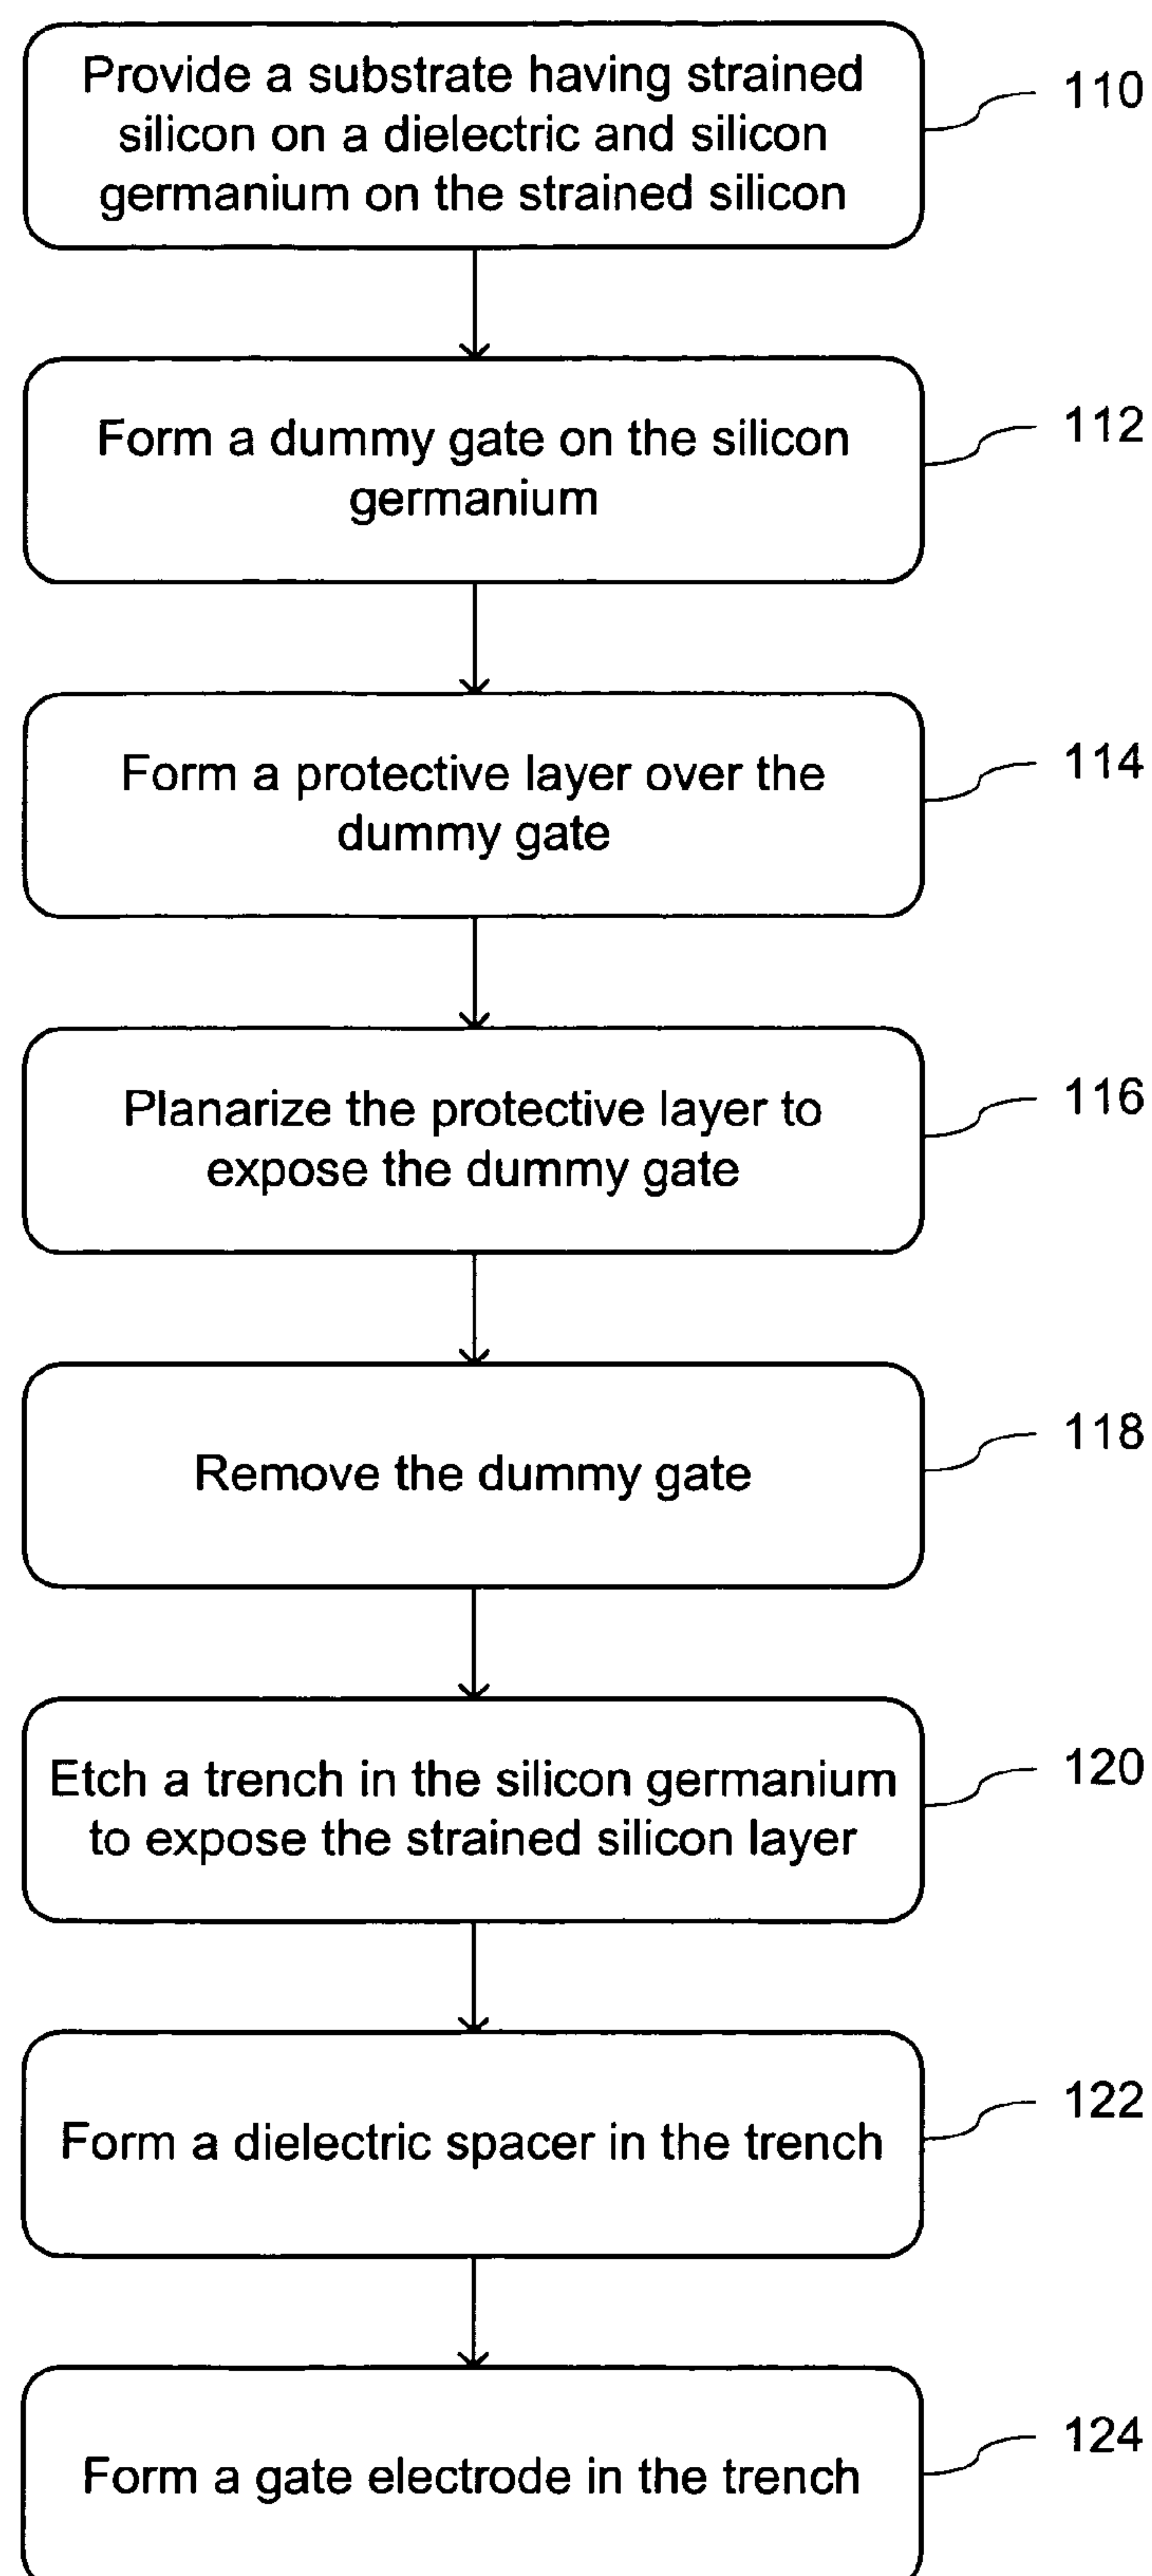 Provide a substrate having strained
silicon on a dielectric and silicon
germanium on the strained silicon
110
Form a dummy gate on the silicon
germanium
112
Form a protective layer over the
dummy gate
114
Planarize the protective layer to
expose the dummy gate
116
Remove the dummy gate
118
Etch a trench in the silicon germanium
to expose the strained silicon layer
120
Form a dielectric spacer in the trench
122
Form a gate electrode in the trench
124